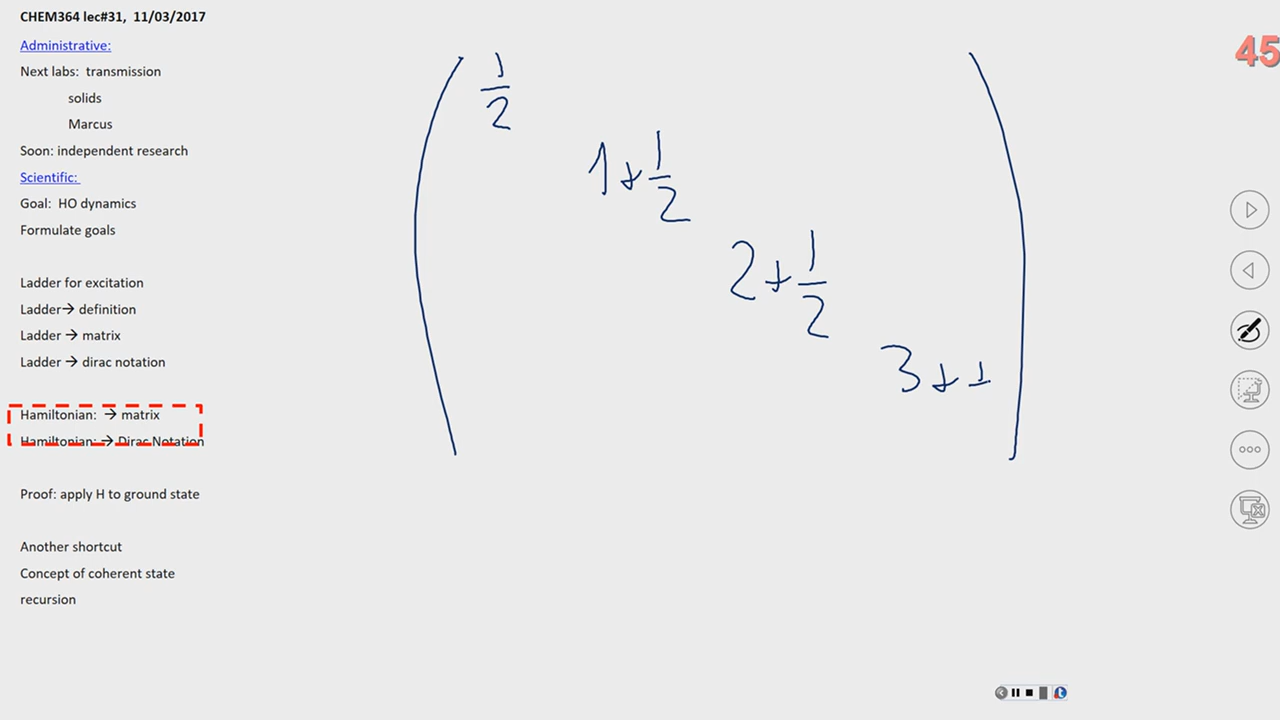 CHEM364 lec#31, 11/03/2017
Administrative:
Next labs: transmission
solids
Marcus
Soon: independent research
Scientific:
Goal: HO dynamics
Formulate goals
Ladder for excitation
Ladder→ definition
Ladder → matrix
Ladder → dirac notation
Hamiltonian: → matrix
Hamiltonian: → Dirac Notation
Proof: apply H to ground state
Another shortcut
Concept of coherent state
recursion
1/2
1+1/2
2+1/2
3+1
45